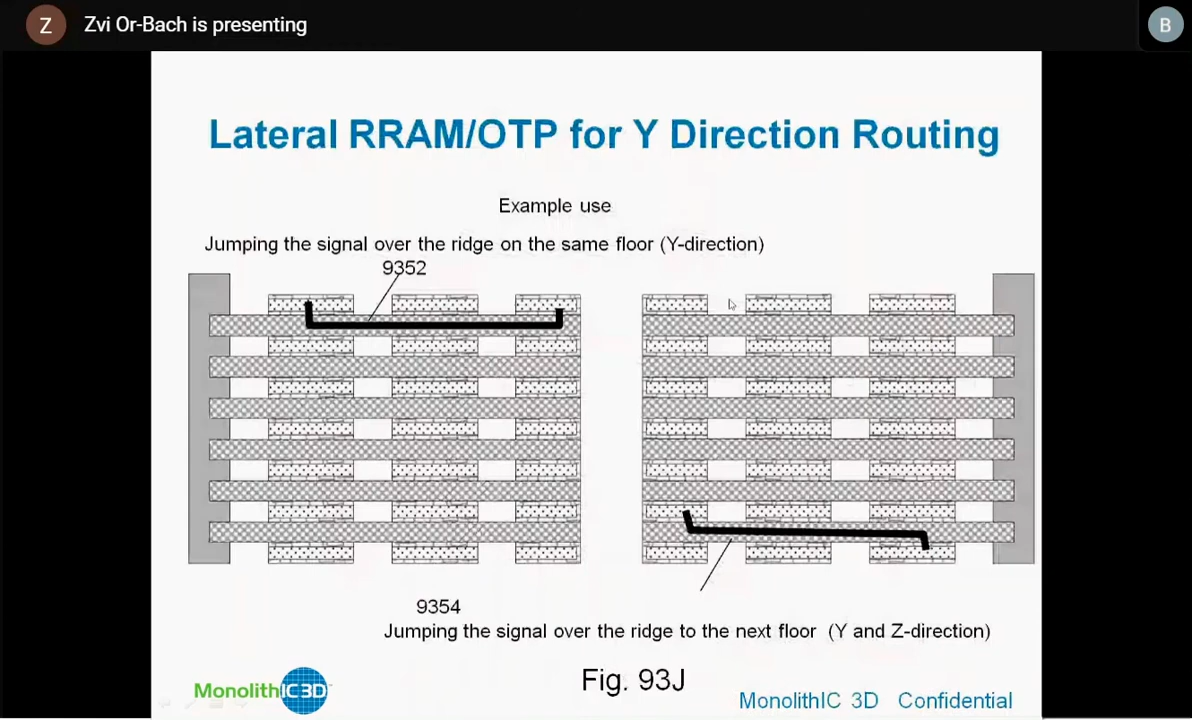 Z
Zvi Or-Bach is presenting
B
Lateral RRAM/OTP for Y Direction Routing
Example use
Jumping the signal over the ridge on the same floor (Y-direction)
9352
9354
Jumping the signal over the ridge to the next floor (Y and Z-direction)
Fig. 93J
MonolithIC 3D
MonolithIC 3D Confidential